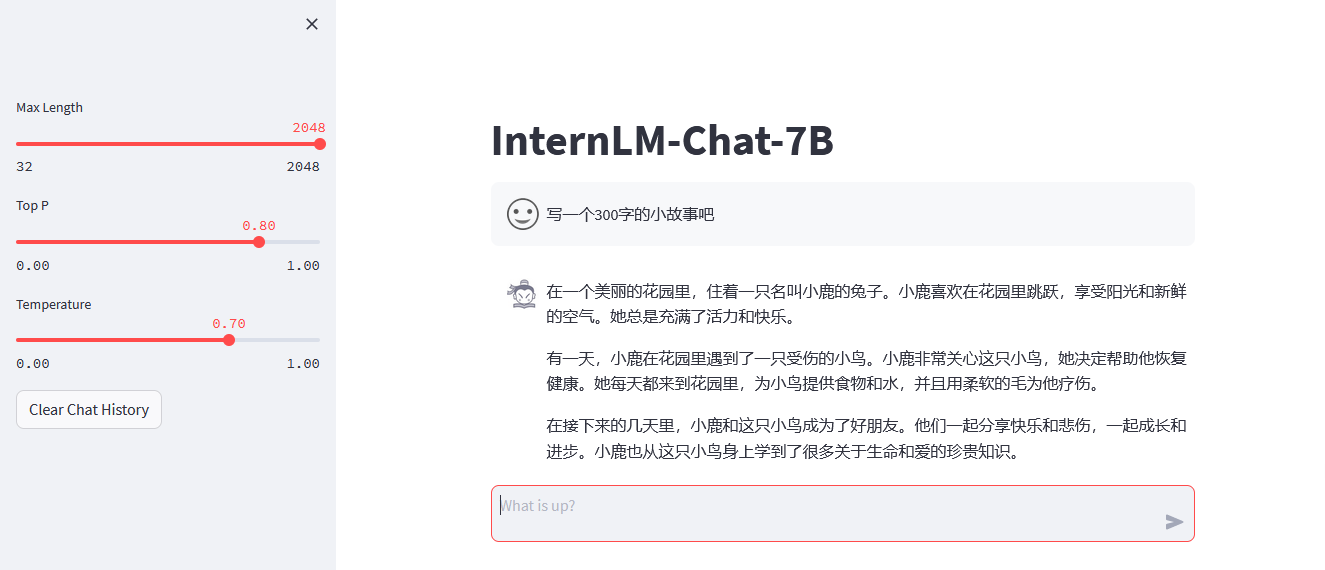 Max Length
2048
32 2048
Top P
0.80
0.00 1.00
Temperature
0.70
0.00 1.00
Clear Chat History
InternLM-Chat-7B
写一个300字的小故事吧
在一个美丽的花园里，住着一只名叫小鹿的兔子。小鹿喜欢在花园里跳跃，享受阳光和新鲜
的空气。她总是充满了活力和快乐。
有一天，小鹿在花园里遇到了一只受伤的小鸟。小鹿非常关心这只小鸟，她决定帮助他恢复
健康。她每天都来到花园里，为小鸟提供食物和水，并且用柔软的毛为他疗伤。
在接下来的几天里，小鹿和这只小鸟成为了好朋友。他们一起分享快乐和悲伤，一起成长和
进步。小鹿也从这只小鸟身上学到了很多关于生命和爱的珍贵知识。
What is up?